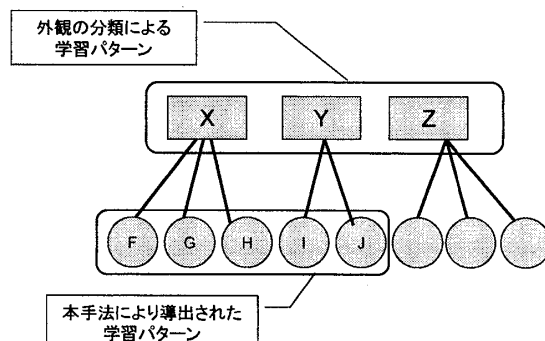 外観の分類による
学習パターン
X Y Z
F G H I J
本手法により導出された
学習パターン